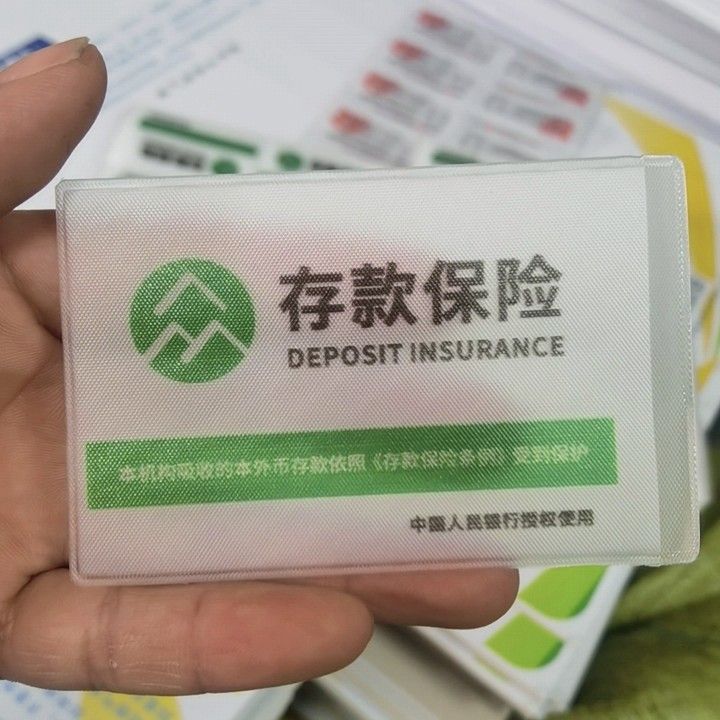 存款保险
DEPOSIT INSURANCE
本机构吸收的本外币存款依照《存款保险条例》受到保护
中国人民银行授权使用